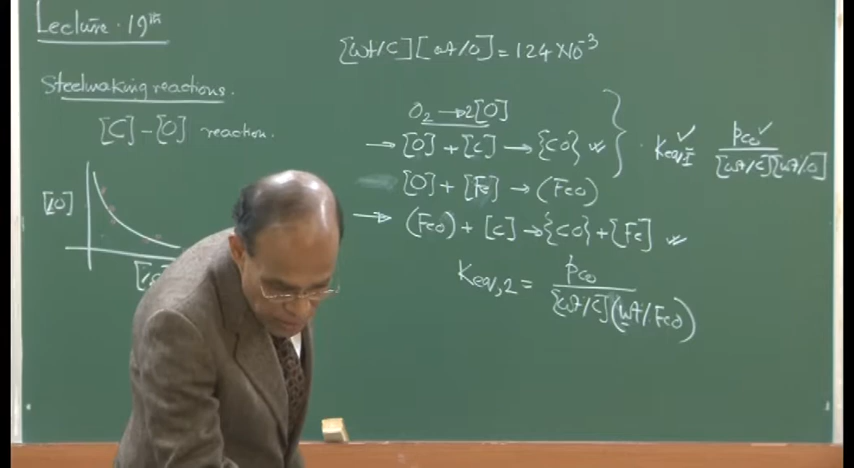 Lecture. 19th
[wt/C][wt/O] = 124 × 10-3
Steelmaking reactions.
[C] – [O] reaction.
O2 → 2[O]
→ [O] + [C] → {CO}
Keq,I pco / [wt/C][wt/.O]
[O] + [Fe] → (FeO)
→ (FeO) + [C] → {CO} + [Fe]
[/.O]
Keq,2 = pco / [wt/C](wt/.FeO)